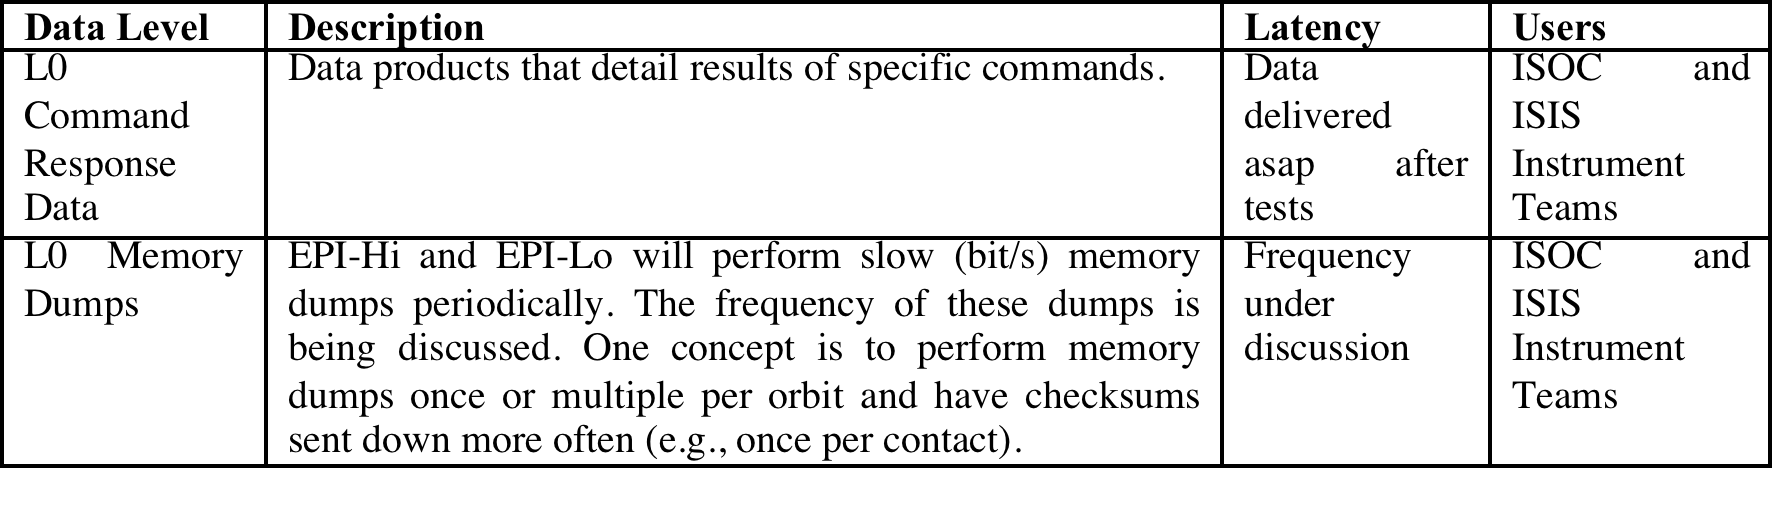 Data Level Description Latency Users
L0
Command
Response
Data
Data products that detail results of specific commands.
Data
delivered
asap after
tests
ISOC and
ISIS
Instrument
Teams
L0 Memory
Dumps
EPI-Hi and EPI-Lo will perform slow (bit/s) memory
dumps periodically. The frequency of these dumps is
being discussed. One concept is to perform memory
dumps once or multiple per orbit and have checksums
sent down more often (e.g., once per contact).
Frequency
under
discussion
ISOC and
ISIS
Instrument
Teams